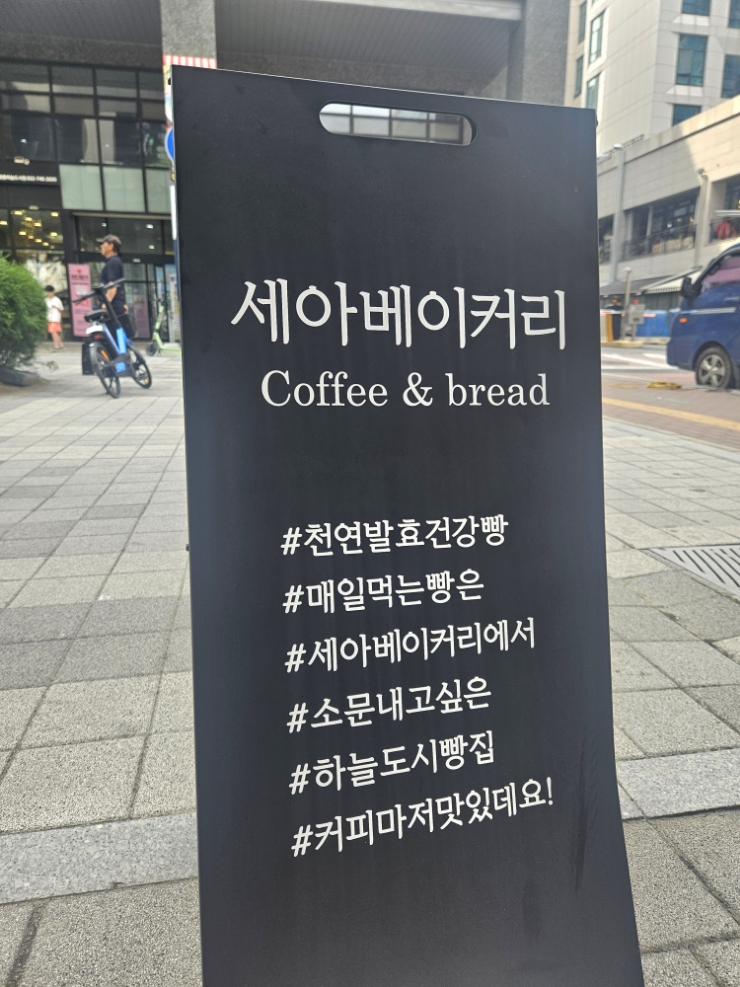 세아베이커리
Coffee & bread
#천연발효건강빵
#매일먹는빵은
#세아베이커리에서
#소문내고싶은
#하늘도시빵집
#커피마저맛있데요!